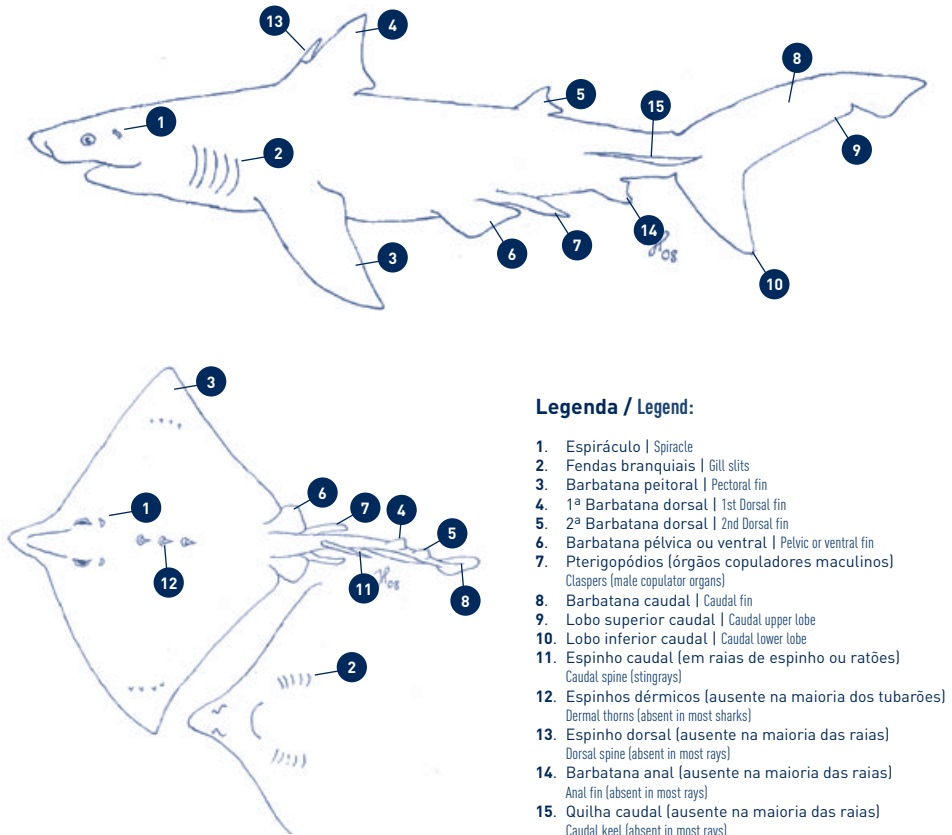 13
4
8
5
15
1
2
9
14
6
7
3
10
08
3
6
7
1
4
5
12
11
08
8
2
Legenda / Legend:
1. Espiráculo | Spiracle
2. Fendas branquiais | Gill slits
3. Barbatana peitoral | Pectoral fin
4. 1ª Barbatana dorsal | 1st Dorsal fin
5. 2ª Barbatana dorsal | 2nd Dorsal fin
6. Barbatana pélvica ou ventral | Pelvic or ventral fin
7. Pterigopódios (órgãos copuladores maculinos)
Claspers (male copulator organs)
8. Barbatana caudal | Caudal fin
9. Lobo superior caudal | Caudal upper lobe
10. Lobo inferior caudal | Caudal lower lobe
11. Espinho caudal (em raias de espinho ou ratões)
Caudal spine (stingrays)
12. Espinhos dérmicos (ausente na maioria dos tubarões)
Dermal thorns (absent in most sharks)
13. Espinho dorsal (ausente na maioria das raias)
Dorsal spine (absent in most rays)
14. Barbatana anal (ausente na maioria das raias)
Anal fin (absent in most rays)
15. Quilha caudal (ausente na maioria das raias)
Caudal keel (absent in most rays)